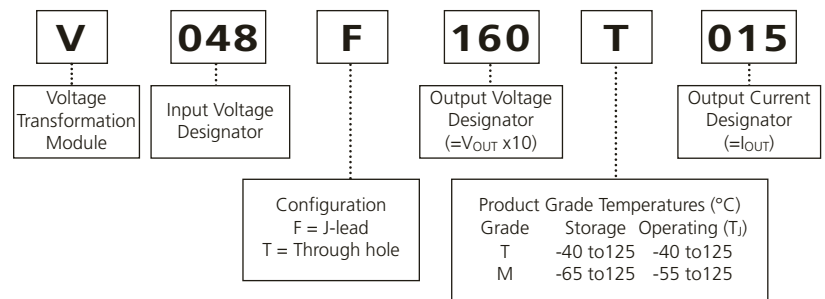 V 048 F 160 T 015
Voltage
Transformation
Module
Input Voltage
Designator
Output Voltage
Designator
(=VOUT x10)
Output Current
Designator
(=IOUT)
Configuration
F = J-lead
T = Through hole
Product Grade Temperatures (°C)
Grade Storage Operating (TJ)
T -40 to125 -40 to125
M -65 to125 -55 to125